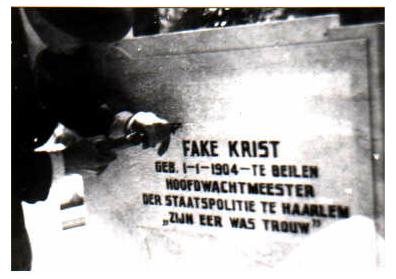 FAKE KRIST
GEB. 1-1-1904-TE BEILEN
HOOFDWACHTMEESTER
DER STAATSPOLITIE TE HAARLEM
„ZIJN EER WAS TROUW”